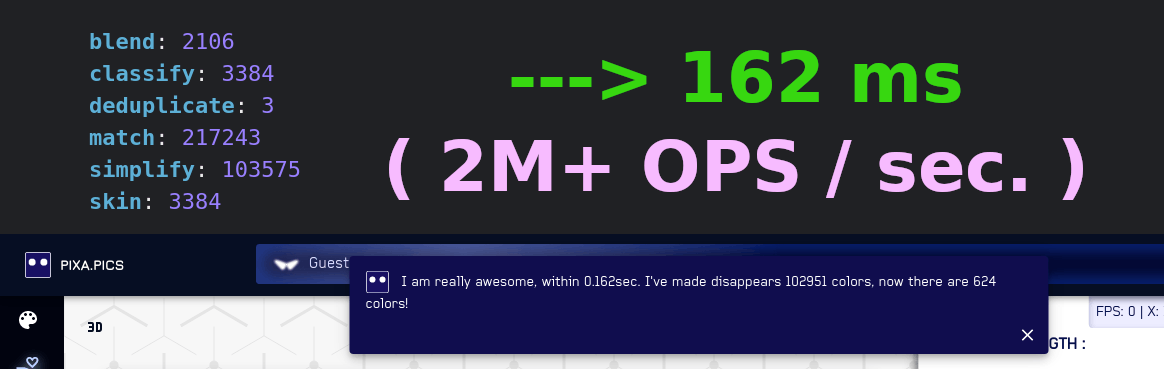 blend: 2106
classify: 3384
deduplicate: 3
match: 217243
simplify: 103575
skin: 3384
---> 162 ms
( 2M+ OPS / sec. )
PIXA.PICS
Guest
I am really awesome, within 0.162sec. I've made disappears 102951 colors, now there are 624
colors!
3D
FPS: 0 | X:
GTH :